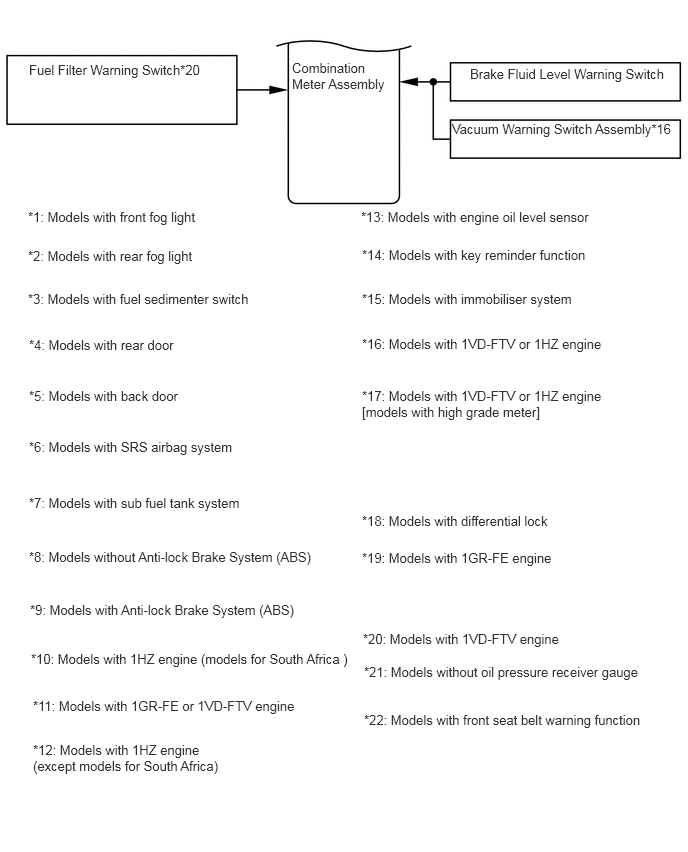 Fuel Filter Warning Switch*20
Combination
Meter Assembly
Brake Fluid Level Warning Switch
Vacuum Warning Switch Assembly*16
*1: Models with front fog light
*2: Models with rear fog light
*3: Models with fuel sedimenter switch
*4: Models with rear door
*5: Models with back door
*6: Models with SRS airbag system
*7: Models with sub fuel tank system
*8: Models without Anti-lock Brake System (ABS)
*9: Models with Anti-lock Brake System (ABS)
*10: Models with 1HZ engine (models for South Africa )
*11: Models with 1GR-FE or 1VD-FTV engine
*12: Models with 1HZ engine
(except models for South Africa)
*13: Models with engine oil level sensor
*14: Models with key reminder function
*15: Models with immobiliser system
*16: Models with 1VD-FTV or 1HZ engine
*17: Models with 1VD-FTV or 1HZ engine
[models with high grade meter]
*18: Models with differential lock
*19: Models with 1GR-FE engine
*20: Models with 1VD-FTV engine
*21: Models without oil pressure receiver gauge
*22: Models with front seat belt warning function